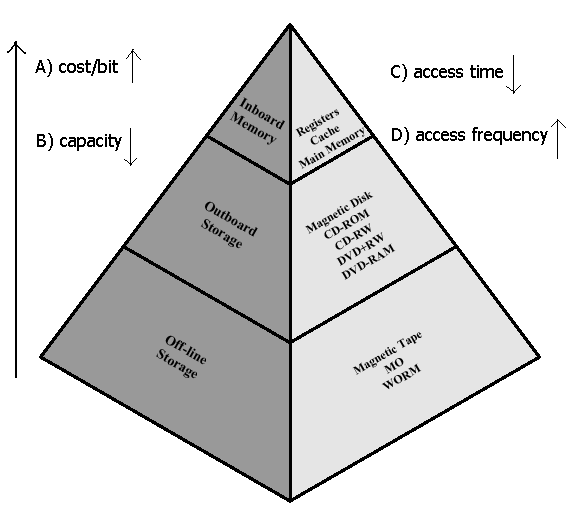 A) cost/bit
B) capacity
C) access time
D) access frequency
Inboard
Memory
Registers
Cache
Main Memory
Outboard
Storage
Magnetic Disk
CD-ROM
CD-RW
DVD+RW
DVD-RAM
Off-line
Storage
Magnetic Tape
MO
WORM